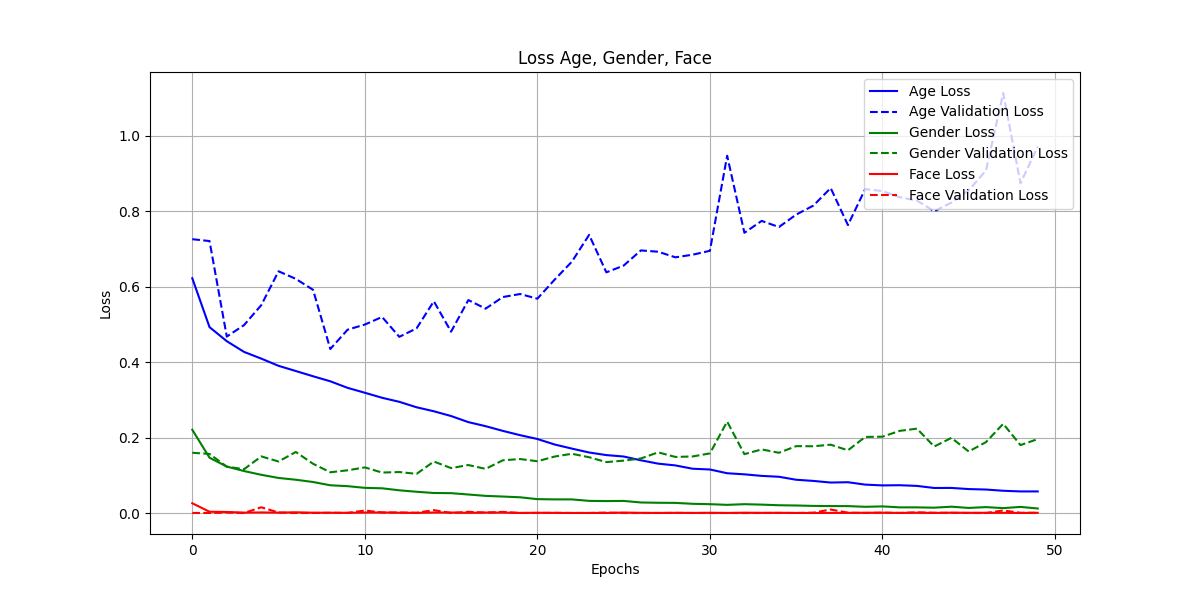 Loss Age, Gender, Face
Age Loss
Age Validation Loss
Gender Loss
Gender Validation Loss
Face Loss
Face Validation Loss
Loss
1.0
0.8
0.6
0.4
0.2
0.0
0 10 20 30 40 50
Epochs